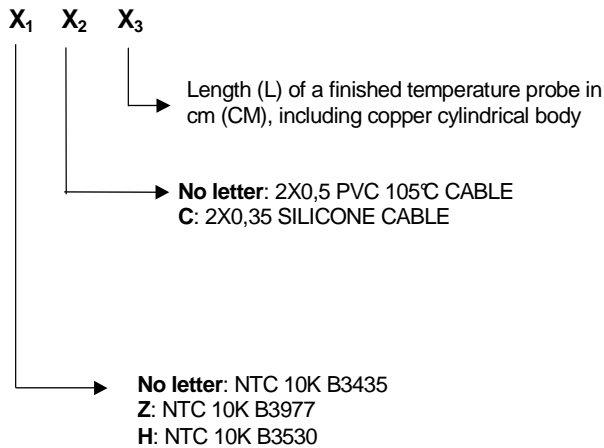 X₁ X₂ X₃
Length (L) of a finished temperature probe in
cm (CM), including copper cylindrical body
No letter: 2X0,5 PVC 105℃ CABLE
C: 2X0,35 SILICONE CABLE
No letter: NTC 10K B3435
Z: NTC 10K B3977
H: NTC 10K B3530